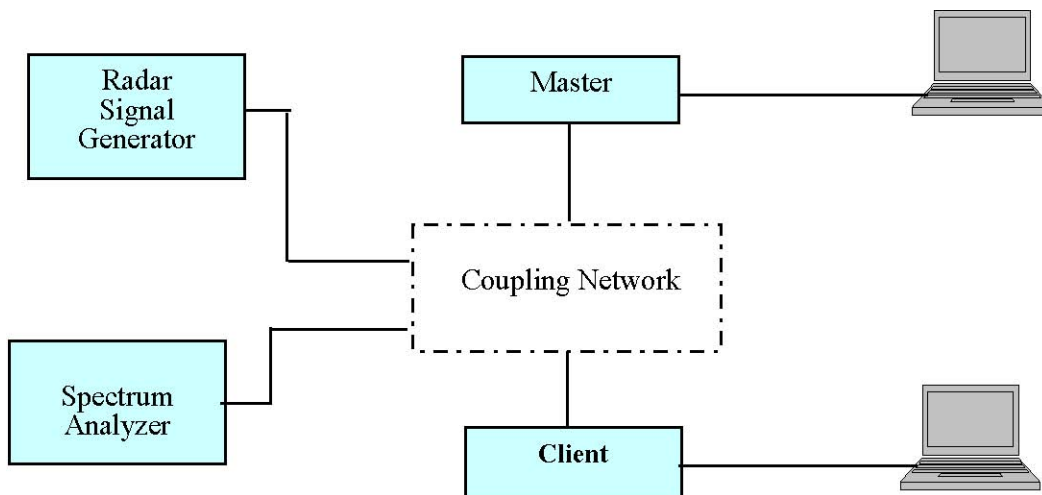 Radar
Signal
Generator
Master
Coupling Network
Spectrum
Analyzer
Client